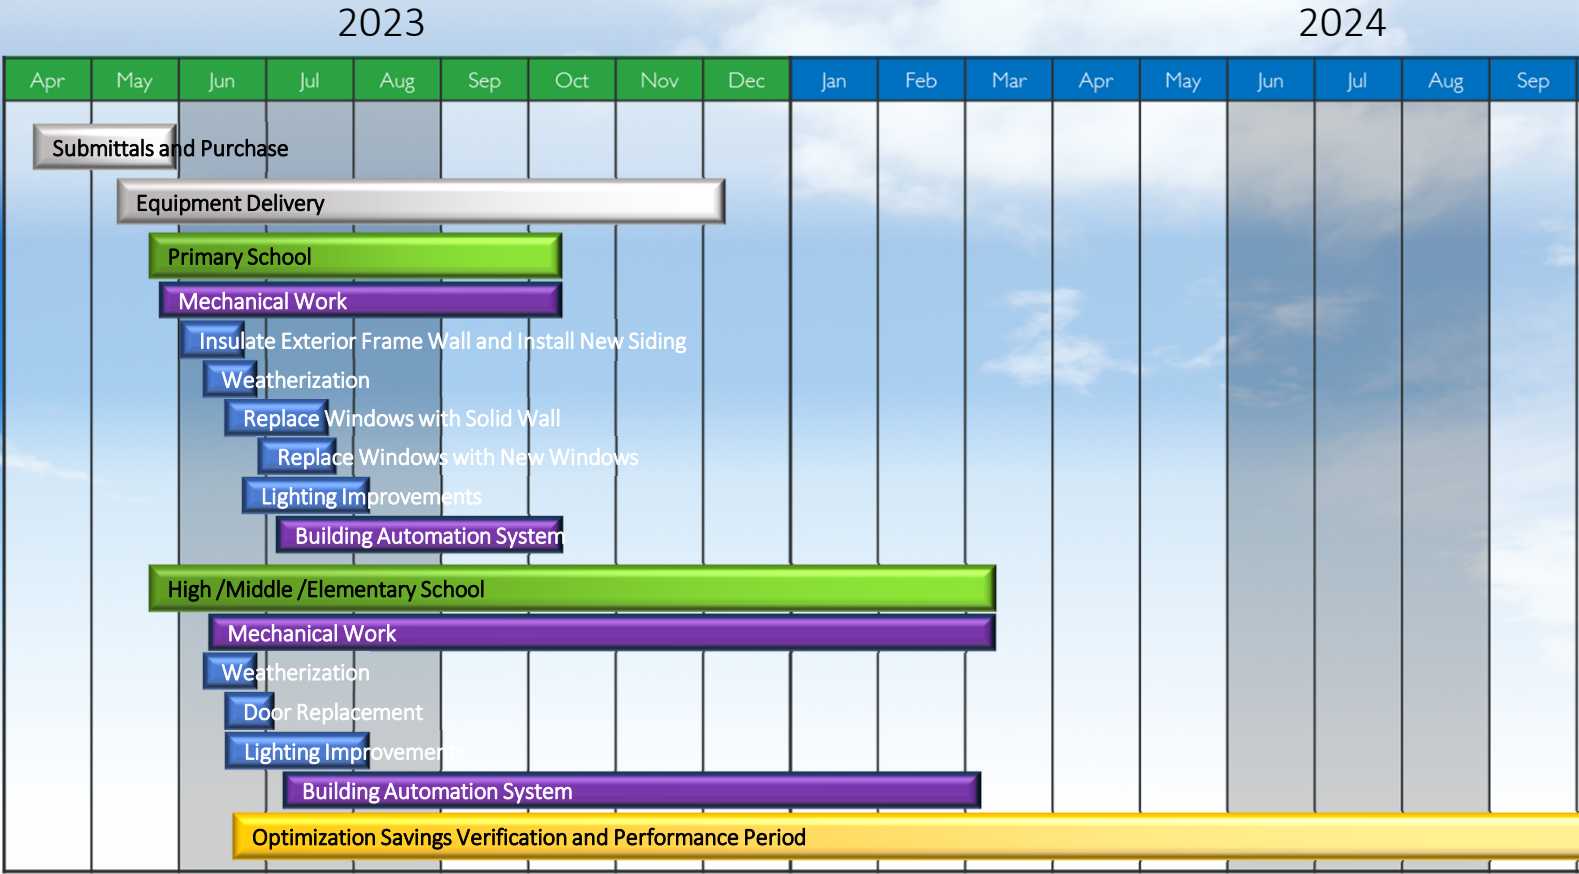 2023 2024
Apr May Jun Jul Aug Sep Oct Nov Dec Jan Feb Mar Apr May Jun Jul Aug Sep
Submittals and Purchase
Equipment Delivery
Primary School
Mechanical Work
Insulate Exterior Frame Wall and Install New Siding
Weatherization
Replace Windows with Solid Wall
Replace Windows with New Windows
Lighting Improvements
Building Automation System
High /Middle /Elementary School
Mechanical Work
Weatherization
Door Replacement
Lighting Improvements
Building Automation System
Optimization Savings Verification and Performance Period